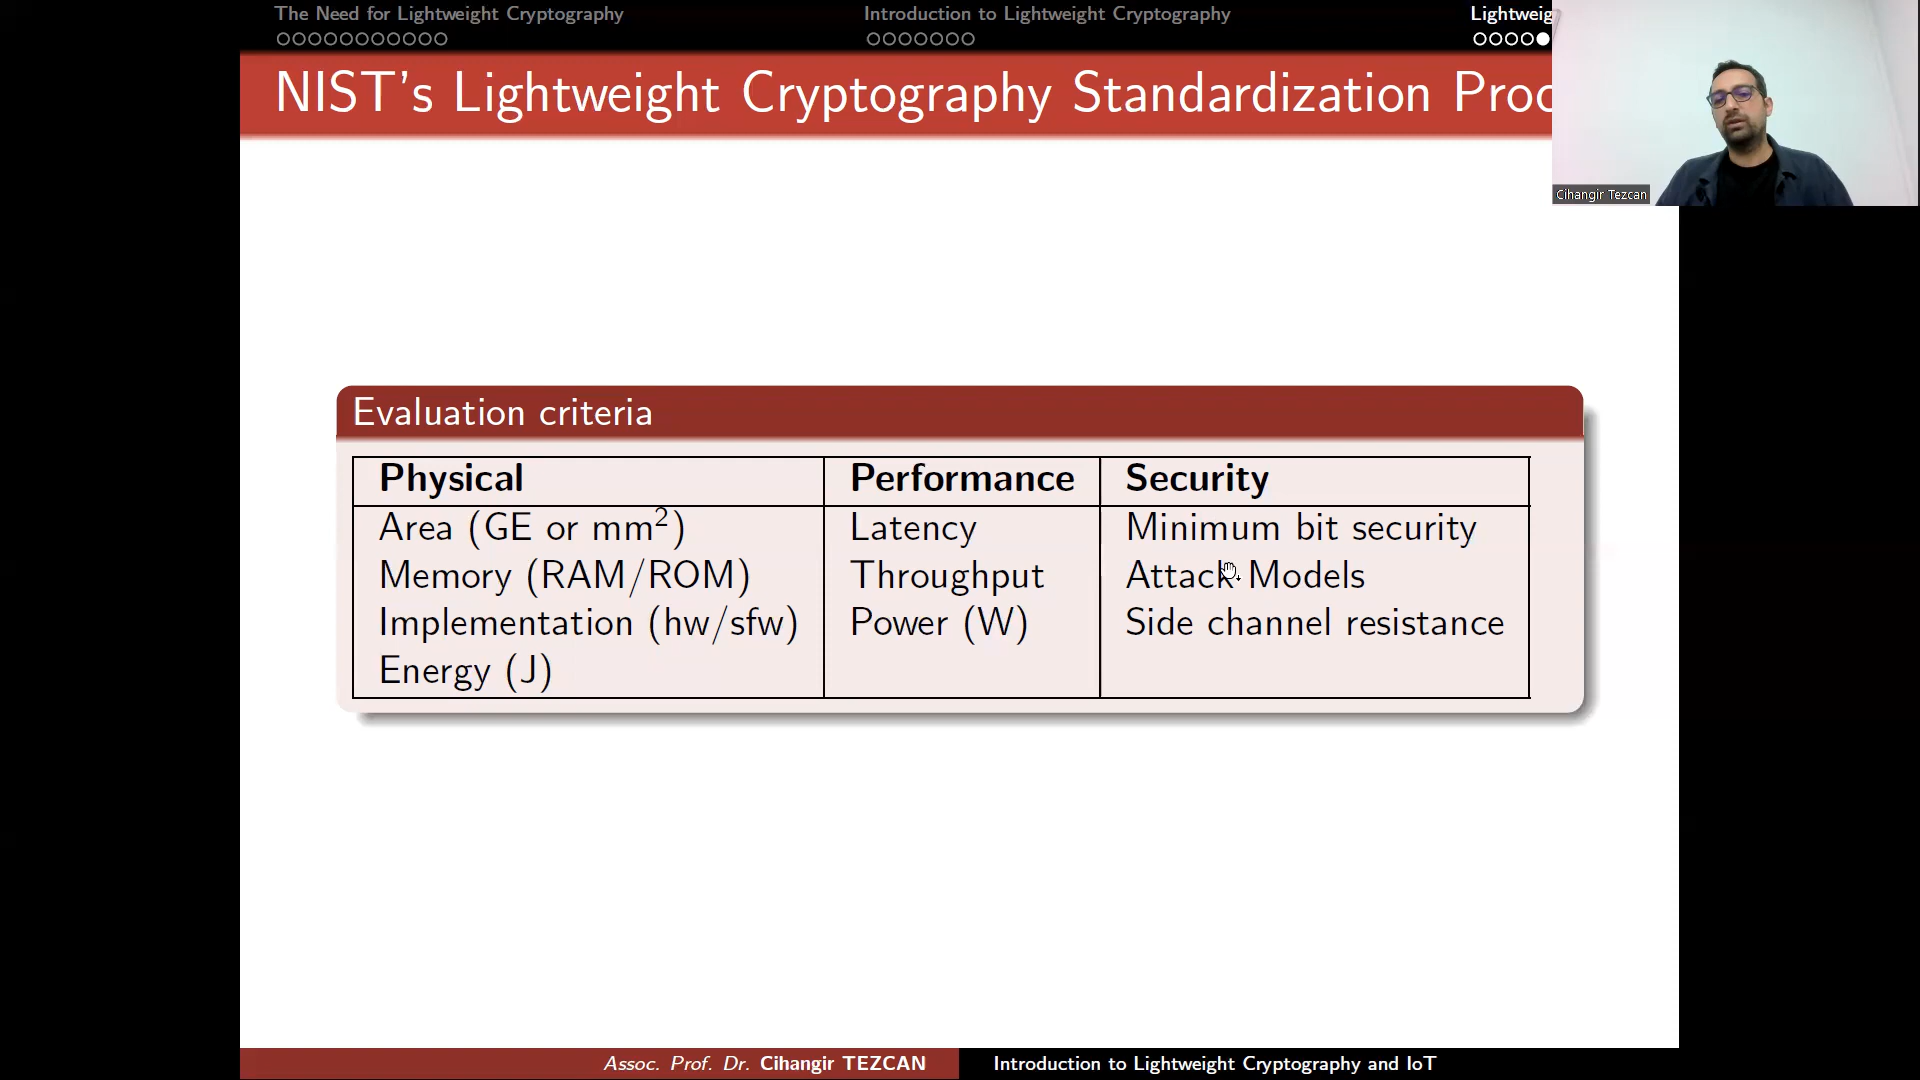 The Need for Lightweight Cryptography
Introduction to Lightweight Cryptography
Lightweig
NIST's Lightweight Cryptography Standardization Proc
Cihangir Tezcan
Evaluation criteria
Physical Performance Security
Area (GE or mm²) Latency Minimum bit security
Memory (RAM/ROM) Throughput Attack Models
Implementation (hw/sfw) Power (W) Side channel resistance
Energy (J)
Assoc. Prof. Dr. Cihangir TEZCAN
Introduction to Lightweight Cryptography and IoT